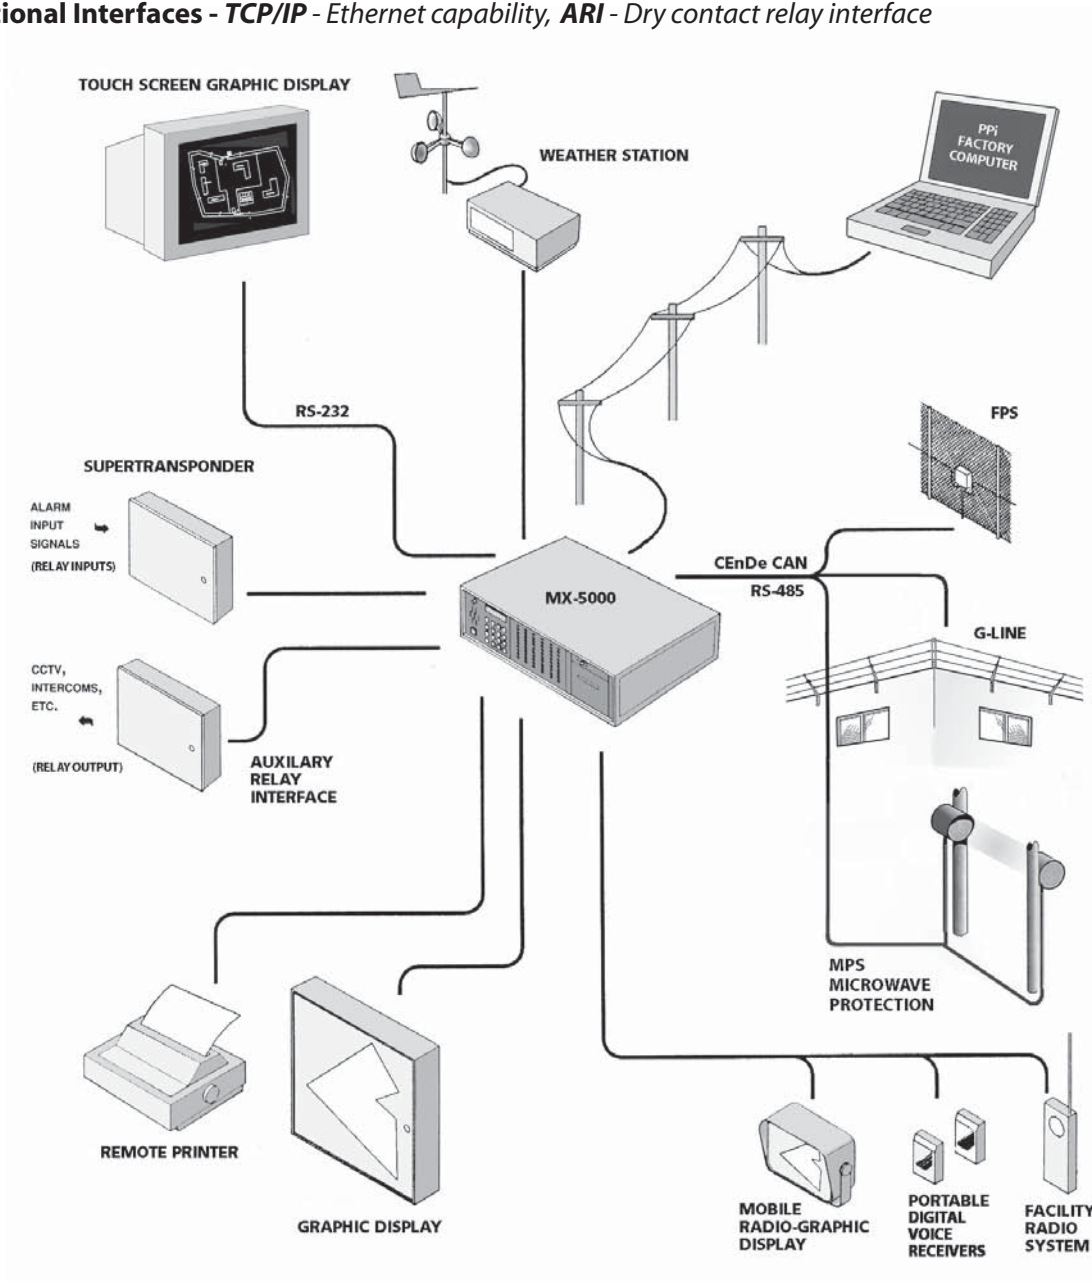 tional Interfaces - TCP/IP - Ethernet capability, ARI - Dry contact relay interface
TOUCH SCREEN GRAPHIC DISPLAY
WEATHER STATION
PPi
FACTORY
COMPUTER
RS-232
FPS
SUPERTRANSPONDER
ALARM
INPUT
SIGNALS
(RELAY INPUTS)
MX-5000
CEnDe CAN
RS-485
G-LINE
CCTV,
INTERCOMS,
ETC.
(RELAY OUTPUT)
AUXILARY
RELAY
INTERFACE
MPS
MICROWAVE
PROTECTION
REMOTE PRINTER
GRAPHIC DISPLAY
MOBILE
RADIO-GRAPHIC
DISPLAY
PORTABLE
DIGITAL
VOICE
RECEIVERS
FACILITY
RADIO
SYSTEM